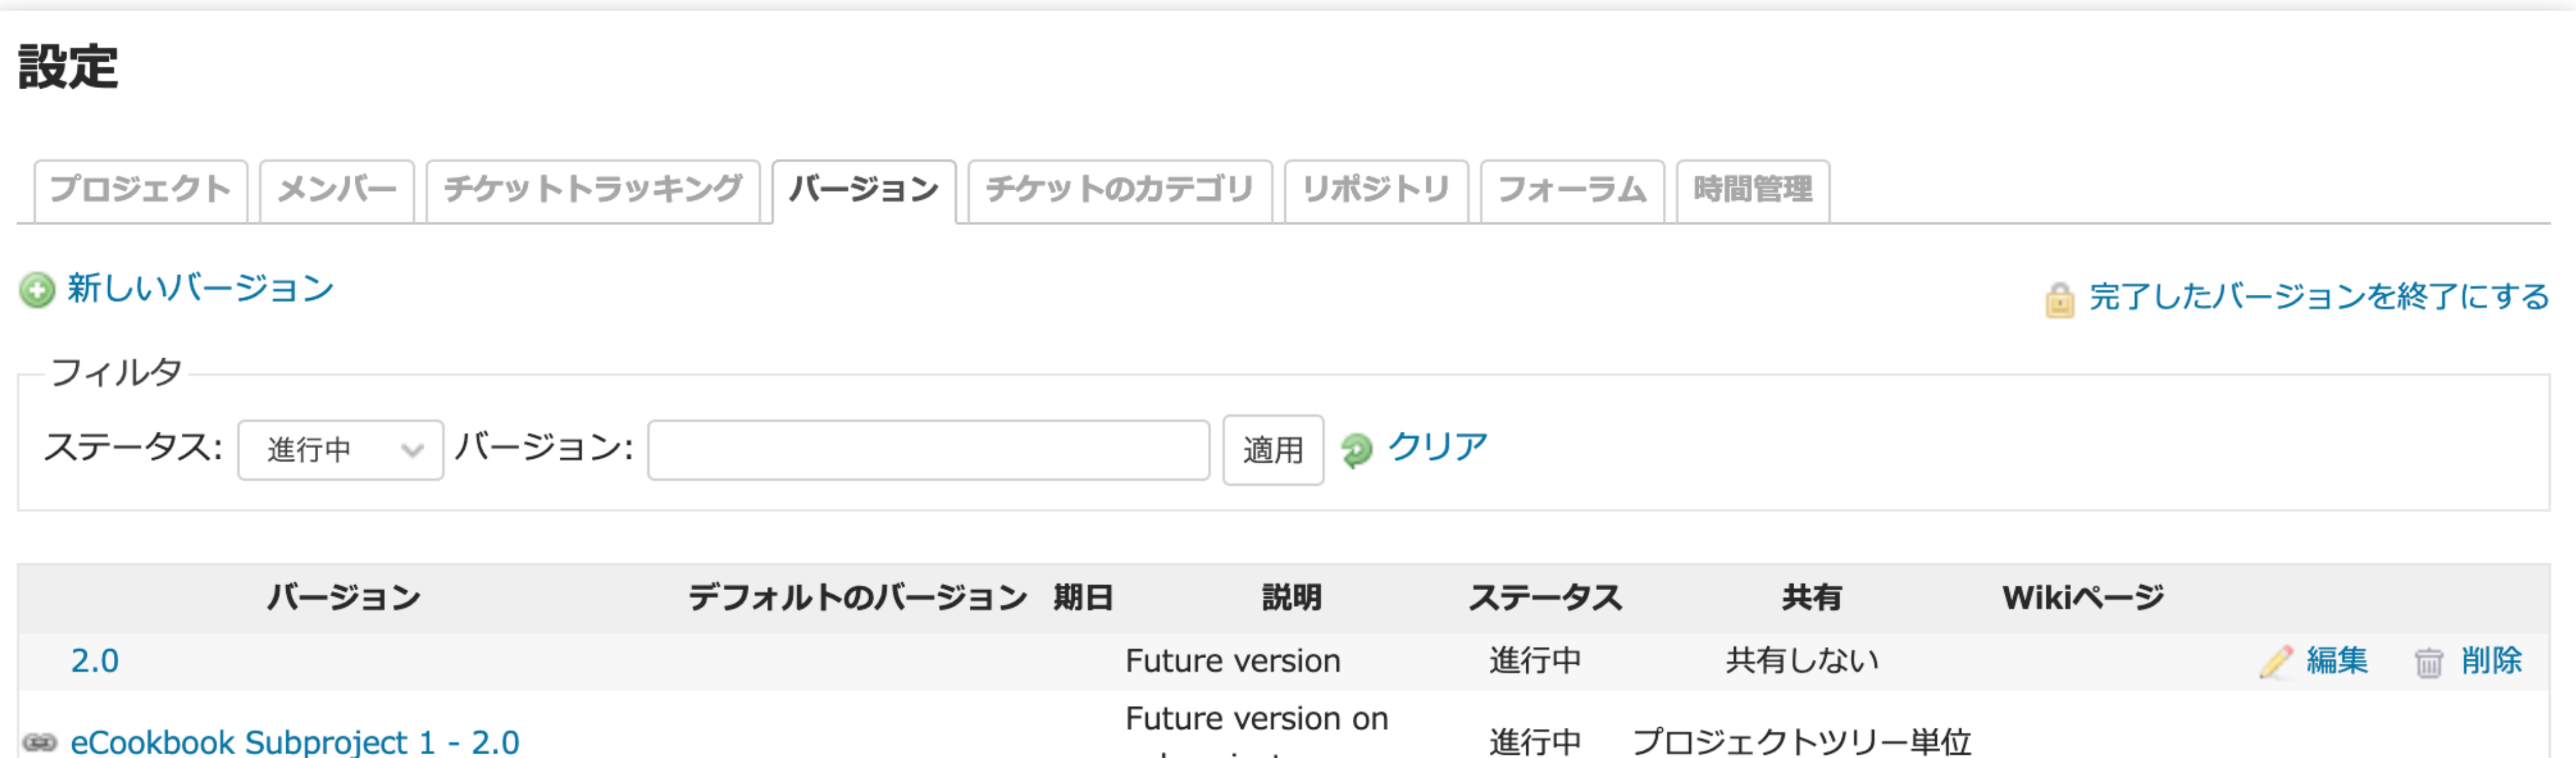 設定
プロジェクト メンバー チケットトラッキング バージョン チケットのカテゴリ リポジトリ フォーラム 時間管理
新しいバージョン 完了したバージョンを終了にする
フィルタ
ステータス: 進行中 バージョン: 適用 クリア
バージョン デフォルトのバージョン 期日 説明 ステータス 共有 Wikiページ
2.0 Future version 進行中 共有しない 編集 削除
Future version on
eCookbook Subproject 1 - 2.0 進行中 プロジェクトツリー単位